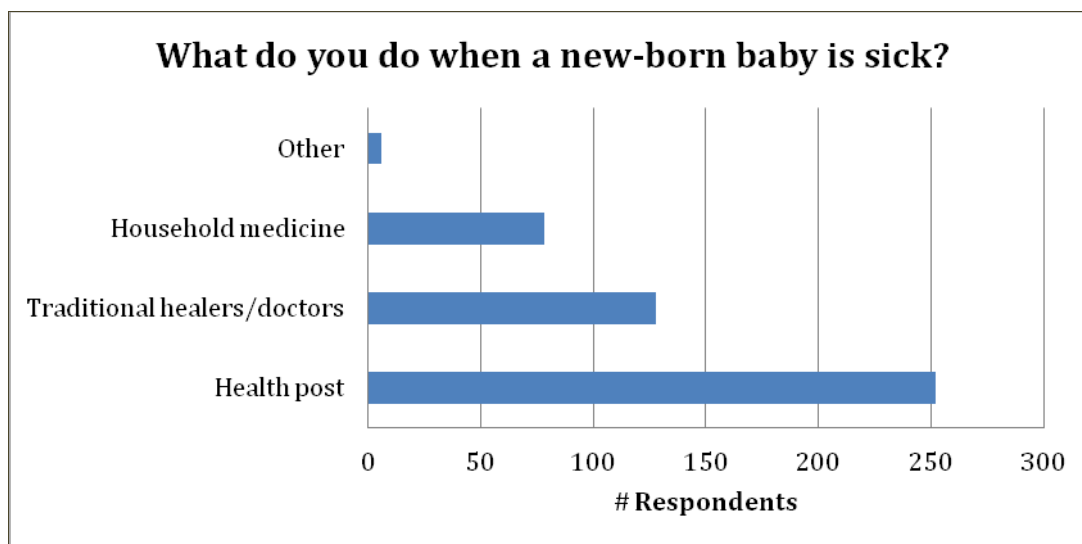 What do you do when a new-born baby is sick?
Other
Household medicine
Traditional healers/doctors
Health post
0 50 100 150 200 250 300
# Respondents